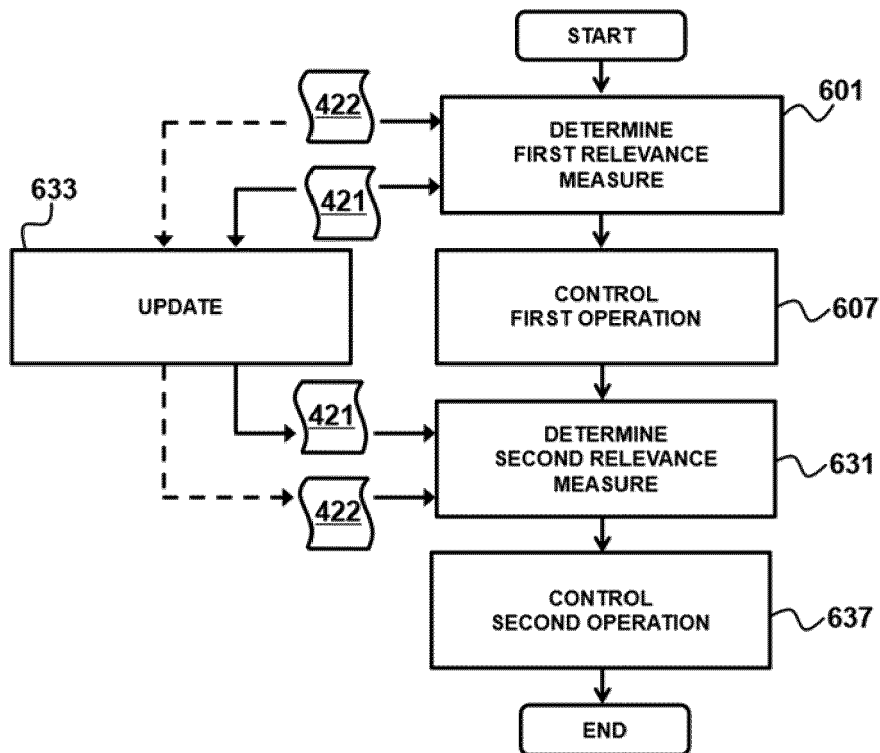 START
601
422
DETERMINE
FIRST RELEVANCE
MEASURE
421
633
UPDATE
CONTROL
FIRST OPERATION
607
421
DETERMINE
SECOND RELEVANCE
MEASURE
631
422
CONTROL
SECOND OPERATION
637
END